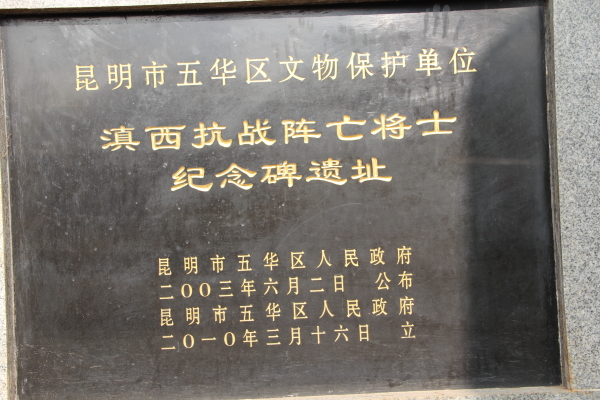 昆明市五华区文物保护单位
滇西抗战阵亡将士
纪念碑遗址
昆明市五华区人民政府
二〇〇三年六月二日 公布
昆明市五华区人民政府
二〇一〇年三月十六日 立